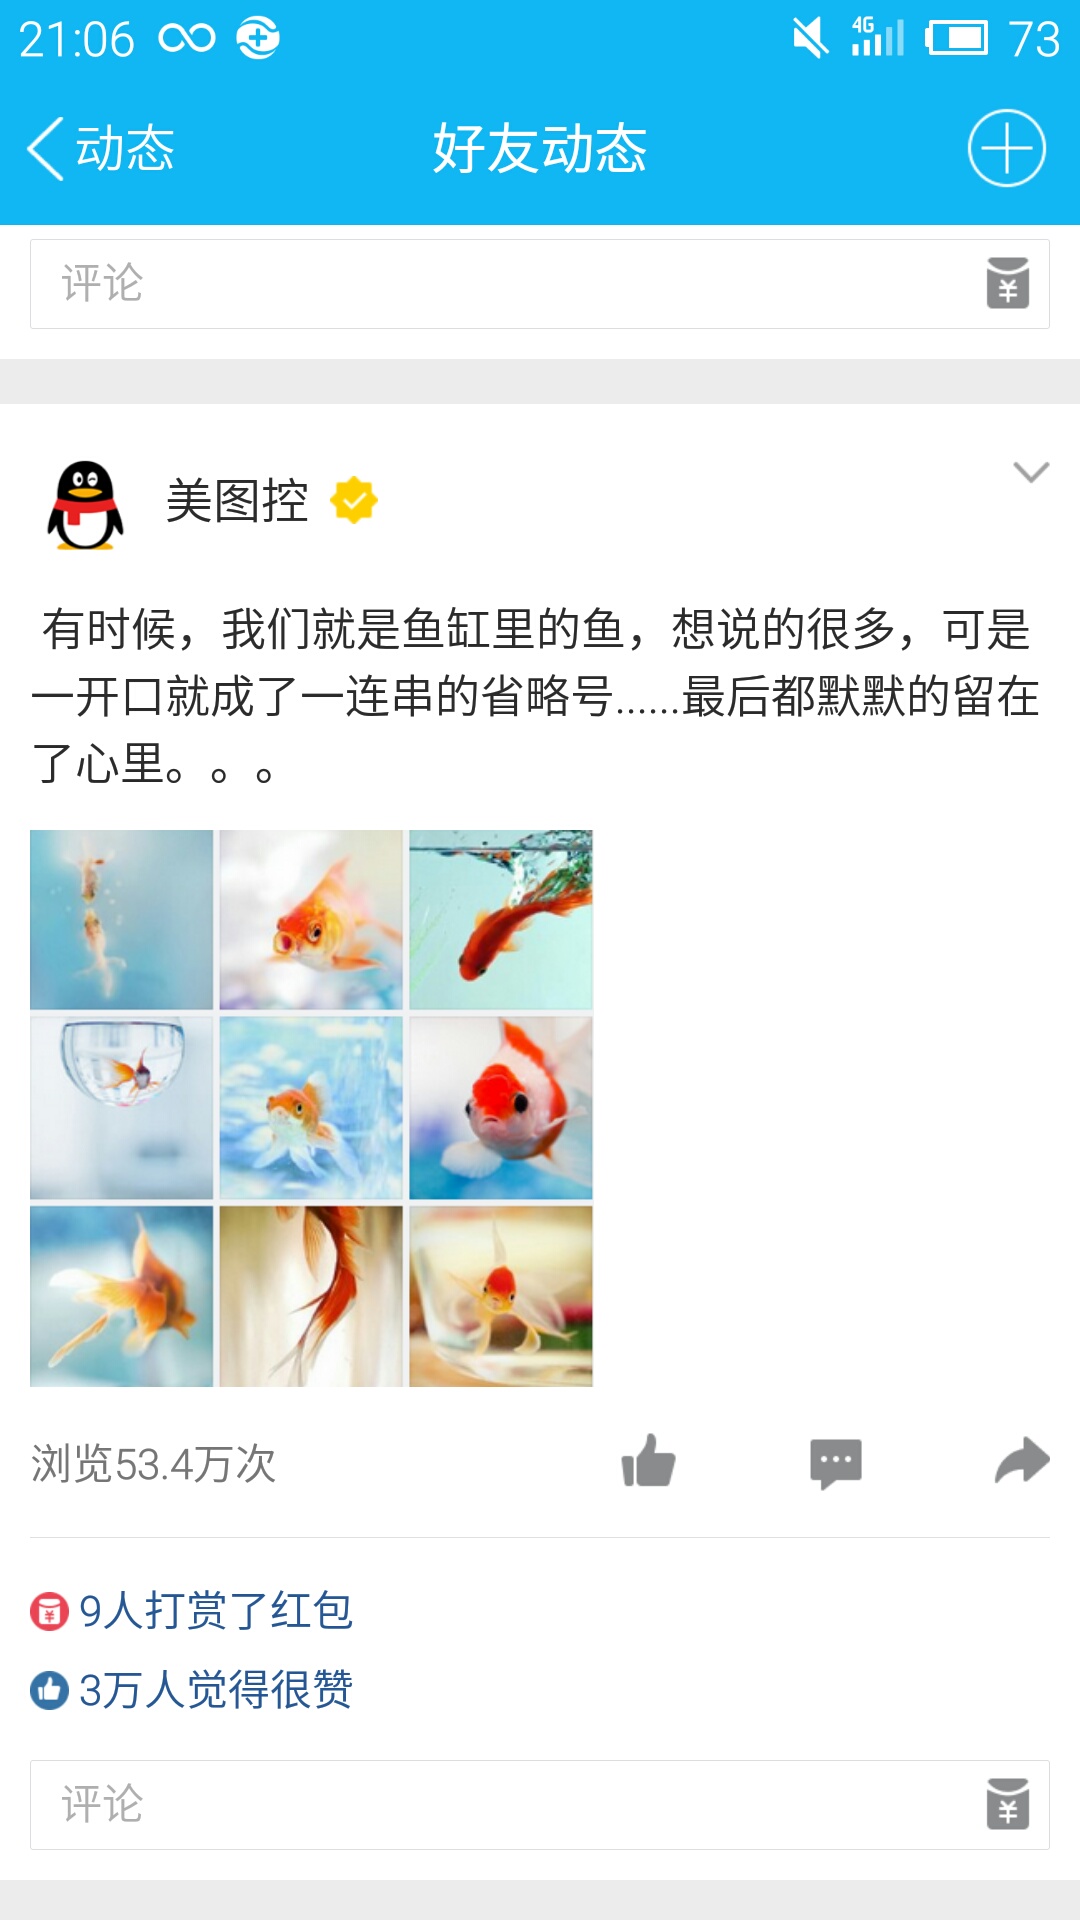 21:06
4G
73
动态
好友动态
评论
美图控
有时候，我们就是鱼缸里的鱼，想说的很多，可是
一开口就成了一连串的省略号......最后都默默的留在
了心里。。。
浏览53.4万次
9人打赏了红包
3万人觉得很赞
评论